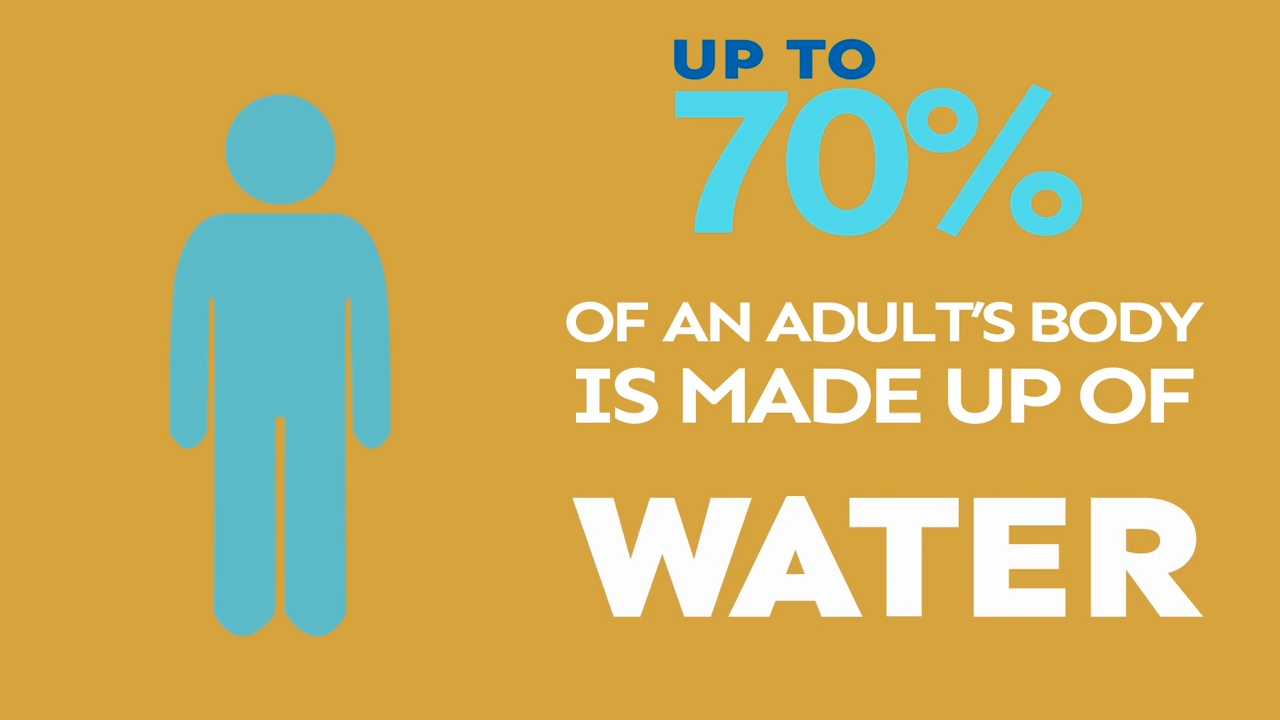 UP TO
70%
OF AN ADULT'S BODY
IS MADE UP OF
WATER